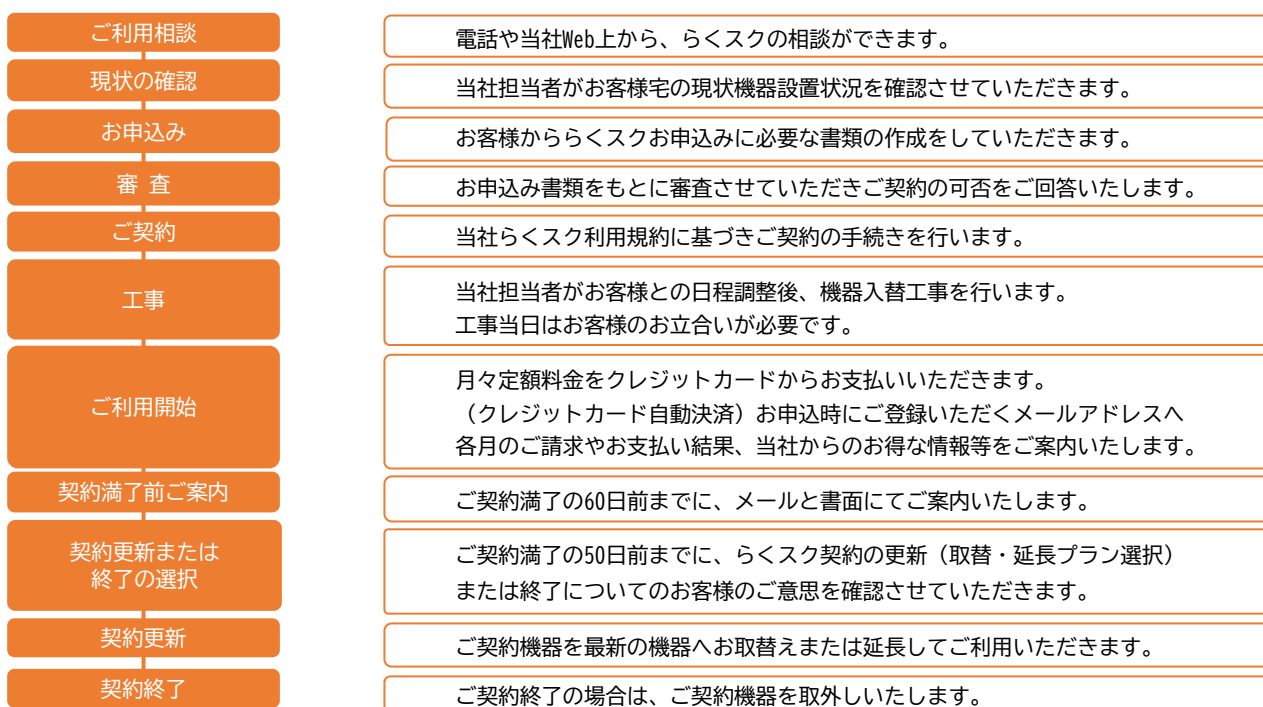 ご利用相談
電話や当社Web上から、らくスクの相談ができます。
現状の確認
当社担当者がお客様宅の現状機器設置状況を確認させていただきます。
お申込み
お客様かららくスクお申込みに必要な書類の作成をしていただきます。
審 査
お申込み書類をもとに審査させていただきご契約の可否をご回答いたします。
ご契約
当社らくスク利用規約に基づきご契約の手続きを行います。
工事
当社担当者がお客様との日程調整後、機器入替工事を行います。
工事当日はお客様のお立合いが必要です。
ご利用開始
月々定額料金をクレジットカードからお支払いいただきます。
（クレジットカード自動決済）お申込時にご登録いただくメールアドレスへ
各月のご請求やお支払い結果、当社からのお得な情報等をご案内いたします。
契約満了前ご案内
ご契約満了の60日前までに、メールと書面にてご案内いたします。
契約更新または
終了の選択
ご契約満了の50日前までに、らくスク契約の更新（取替・延長プラン選択）
または終了についてのお客様のご意思を確認させていただきます。
契約更新
ご契約機器を最新の機器へお取替えまたは延長してご利用いただきます。
契約終了
ご契約終了の場合は、ご契約機器を取外しいたします。